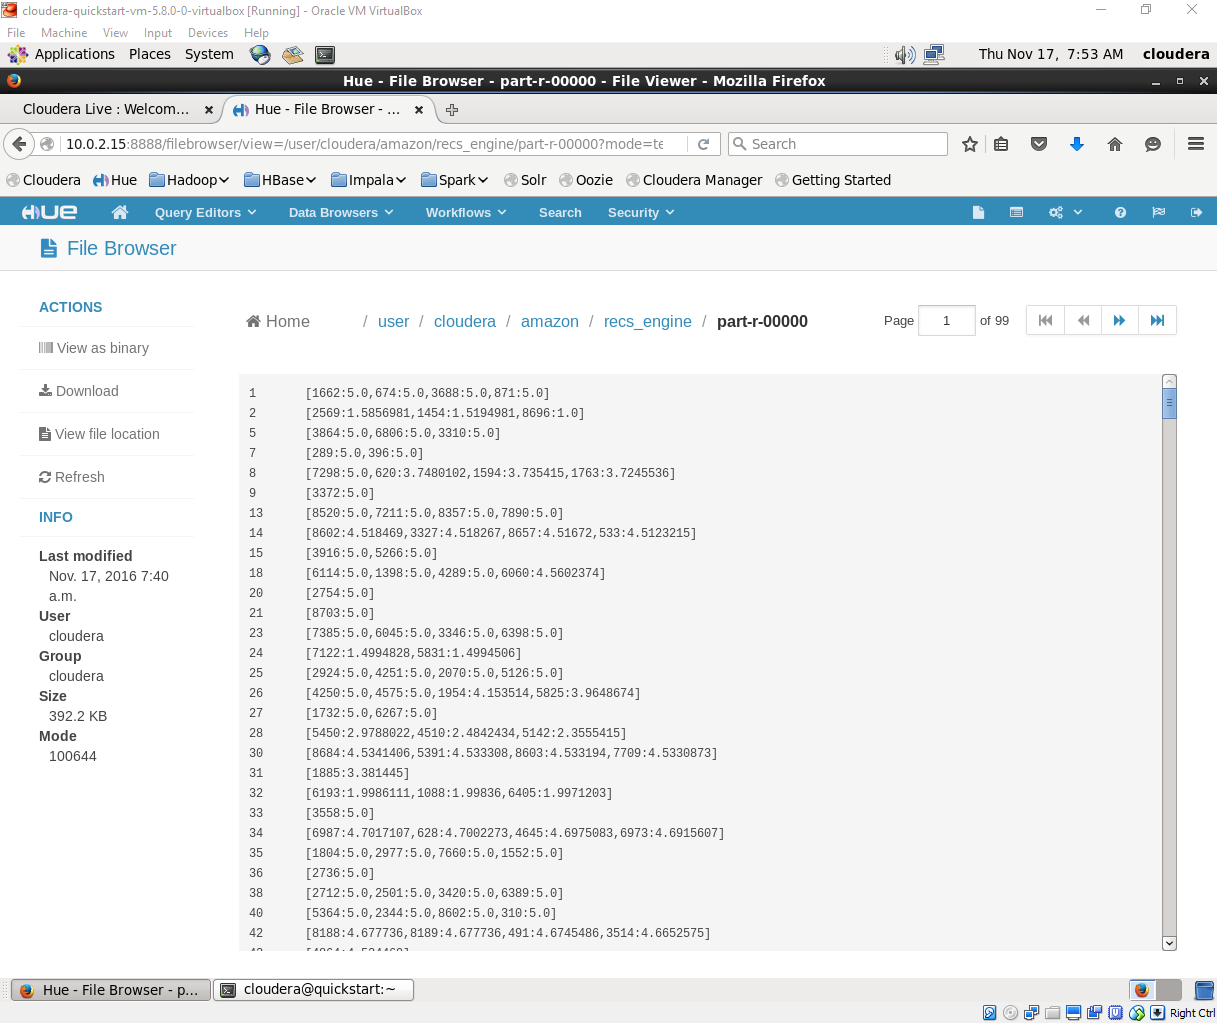 cloudera-quickstart-vm-5.8.0-0-virtualbox [Running] - Oracle VM VirtualBox
File Machine View Input Devices Help
Applications Places System Thu Nov 17, 7:53 AM cloudera
Hue - File Browser - part-r-00000 - File Viewer - Mozilla Firefox
Cloudera Live : Welcom... Hue - File Browser - ...
10.0.2.15:8888/filebrowser/view=/user/cloudera/amazon/recs_engine/part-r-00000?mode=te Search
Cloudera Hue Hadoop HBase Impala Spark Solr Oozie Cloudera Manager Getting Started
HUE Query Editors Data Browsers Workflows Search Security
File Browser
ACTIONS
View as binary
Download
View file location
Refresh
INFO
Last modified
Nov. 17, 2016 7:40
a.m.
User
cloudera
Group
cloudera
Size
392.2 KB
Mode
100644
Home / user / cloudera / amazon / recs_engine / part-r-00000
Page 1 of 99
1 [1662:5.0,674:5.0,3688:5.0,871:5.0]
2 [2569:1.5856981,1454:1.5194981,8696:1.0]
5 [3864:5.0,6806:5.0,3310:5.0]
7 [289:5.0,396:5.0]
8 [7298:5.0,620:3.7480102,1594:3.735415,1763:3.7245536]
9 [3372:5.0]
13 [8520:5.0,7211:5.0,8357:5.0,7890:5.0]
14 [8602:4.518469,3327:4.518267,8657:4.51672,533:4.5123215]
15 [3916:5.0,5266:5.0]
18 [6114:5.0,1398:5.0,4289:5.0,6060:4.5602374]
20 [2754:5.0]
21 [8703:5.0]
23 [7385:5.0,6045:5.0,3346:5.0,6398:5.0]
24 [7122:1.4994828,5831:1.4994506]
25 [2924:5.0,4251:5.0,2070:5.0,5126:5.0]
26 [4250:5.0,4575:5.0,1954:4.153514,5825:3.9648674]
27 [1732:5.0,6267:5.0]
28 [5450:2.9788022,4510:2.4842434,5142:2.3555415]
30 [8684:4.5341406,5391:4.533308,8603:4.533194,7709:4.5330873]
31 [1885:3.381445]
32 [6193:1.9986111,1088:1.99836,6405:1.9971203]
33 [3558:5.0]
34 [6987:4.7017107,628:4.7002273,4645:4.6975083,6973:4.6915607]
35 [1804:5.0,2977:5.0,7660:5.0,1552:5.0]
36 [2736:5.0]
38 [2712:5.0,2501:5.0,3420:5.0,6389:5.0]
40 [5364:5.0,2344:5.0,8602:5.0,310:5.0]
42 [8188:4.677736,8189:4.677736,491:4.6745486,3514:4.6652575]
Hue - File Browser - p... cloudera@quickstart:~
Right Ctrl